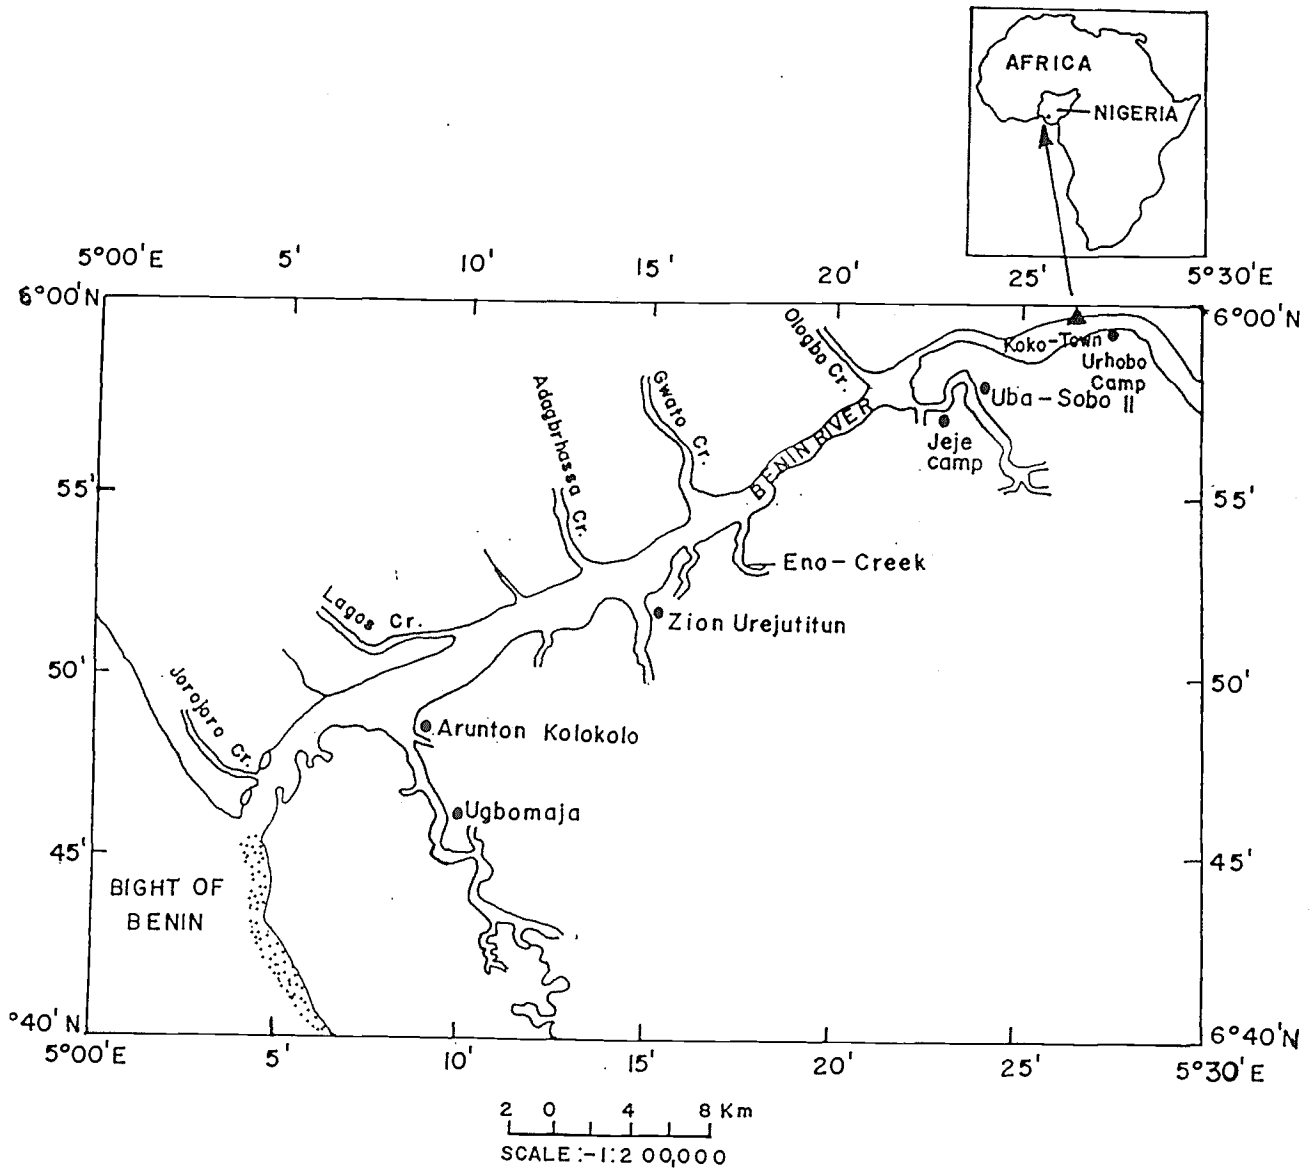 AFRICA
NIGERIA
5°00'E 5' 10' 15' 20' 25' 5°30'E
6°00'N 6°00'N
Ologbo Cr.
Koko-Town
Urhobo
Camp
Gwato Cr.
Uba-Sobo II
Adagbrhassa Cr.
BENIN RIVER
Jeje
camp
55' 55'
Eno-Creek
Lagos Cr.
Zion Urejutitun
50' 50'
Jorojoro Cr.
Arunton Kolokolo
Ugbomaja
45' 45'
BIGHT OF
BENIN
°40'N 6°40'N
5°00'E 5' 10' 15' 20' 25' 5°30'E
2 0 4 8 Km
SCALE:-1:200,000